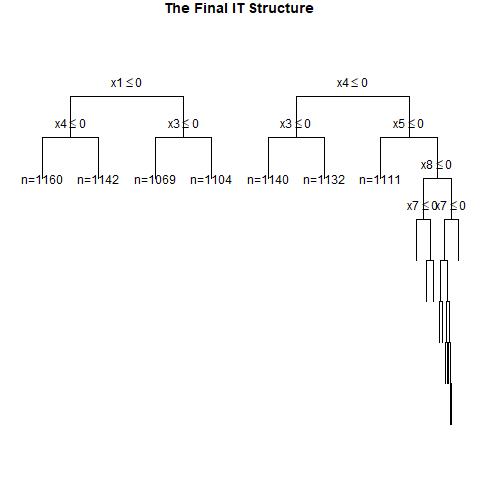 The Final IT Structure
x1 ≤ 0
x4 ≤ 0
x4 ≤ 0
x3 ≤ 0
x3 ≤ 0
x5 ≤ 0
x8 ≤ 0
n=1160
n=1142
n=1069
n=1104
n=1140
n=1132
n=1111
x7 ≤ 0
x7 ≤ 0